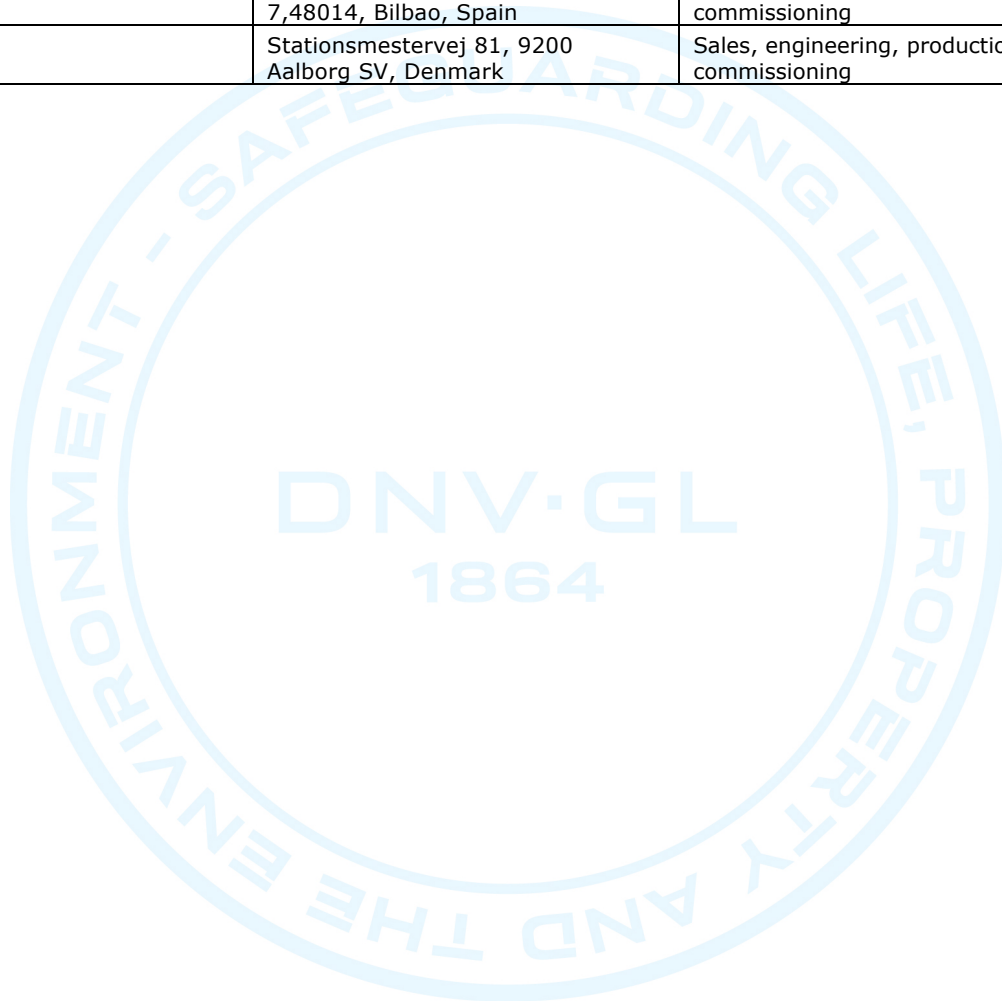 7,48014, Bilbao, Spain
commissioning
Stationsmestervej 81, 9200
Aalborg SV, Denmark
Sales, engineering,
commissioning
SAFEGUARDING LIFE, PROPERTY AND THE ENVIRONMENT -
DNV·GL
1864